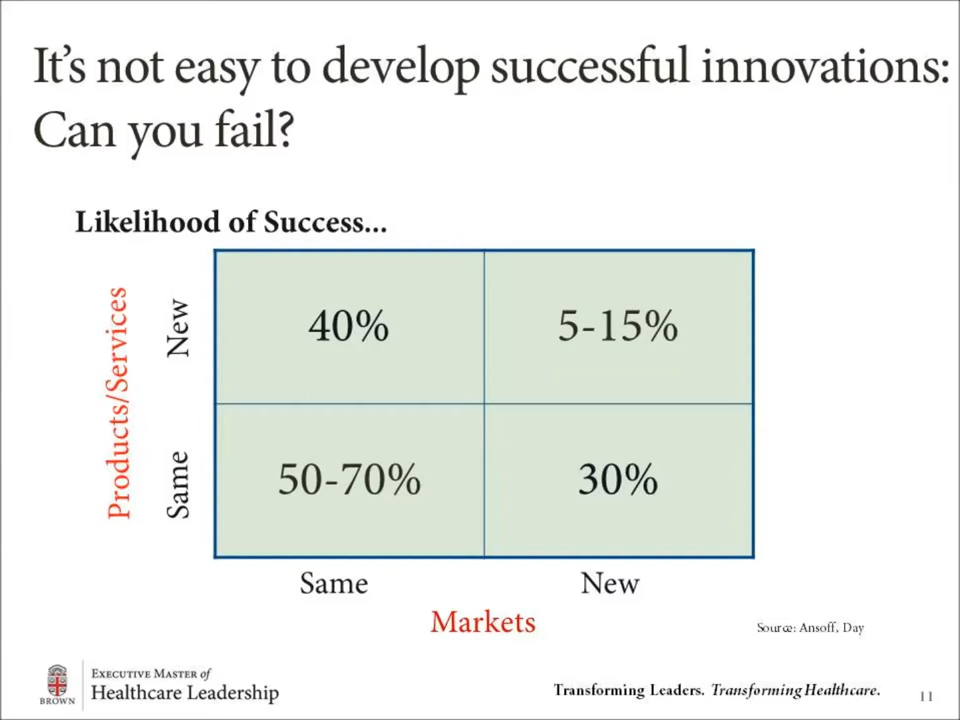 It's not easy to develop successful innovations:
Can you fail?
Likelihood of Success...
Products/Services
New
40%
5-15%
Same
50-70%
30%
Same
New
Markets
Source: Ansoff, Day
BROWN
Executive Master of
Healthcare Leadership
Transforming Leaders. Transforming Healthcare.
11